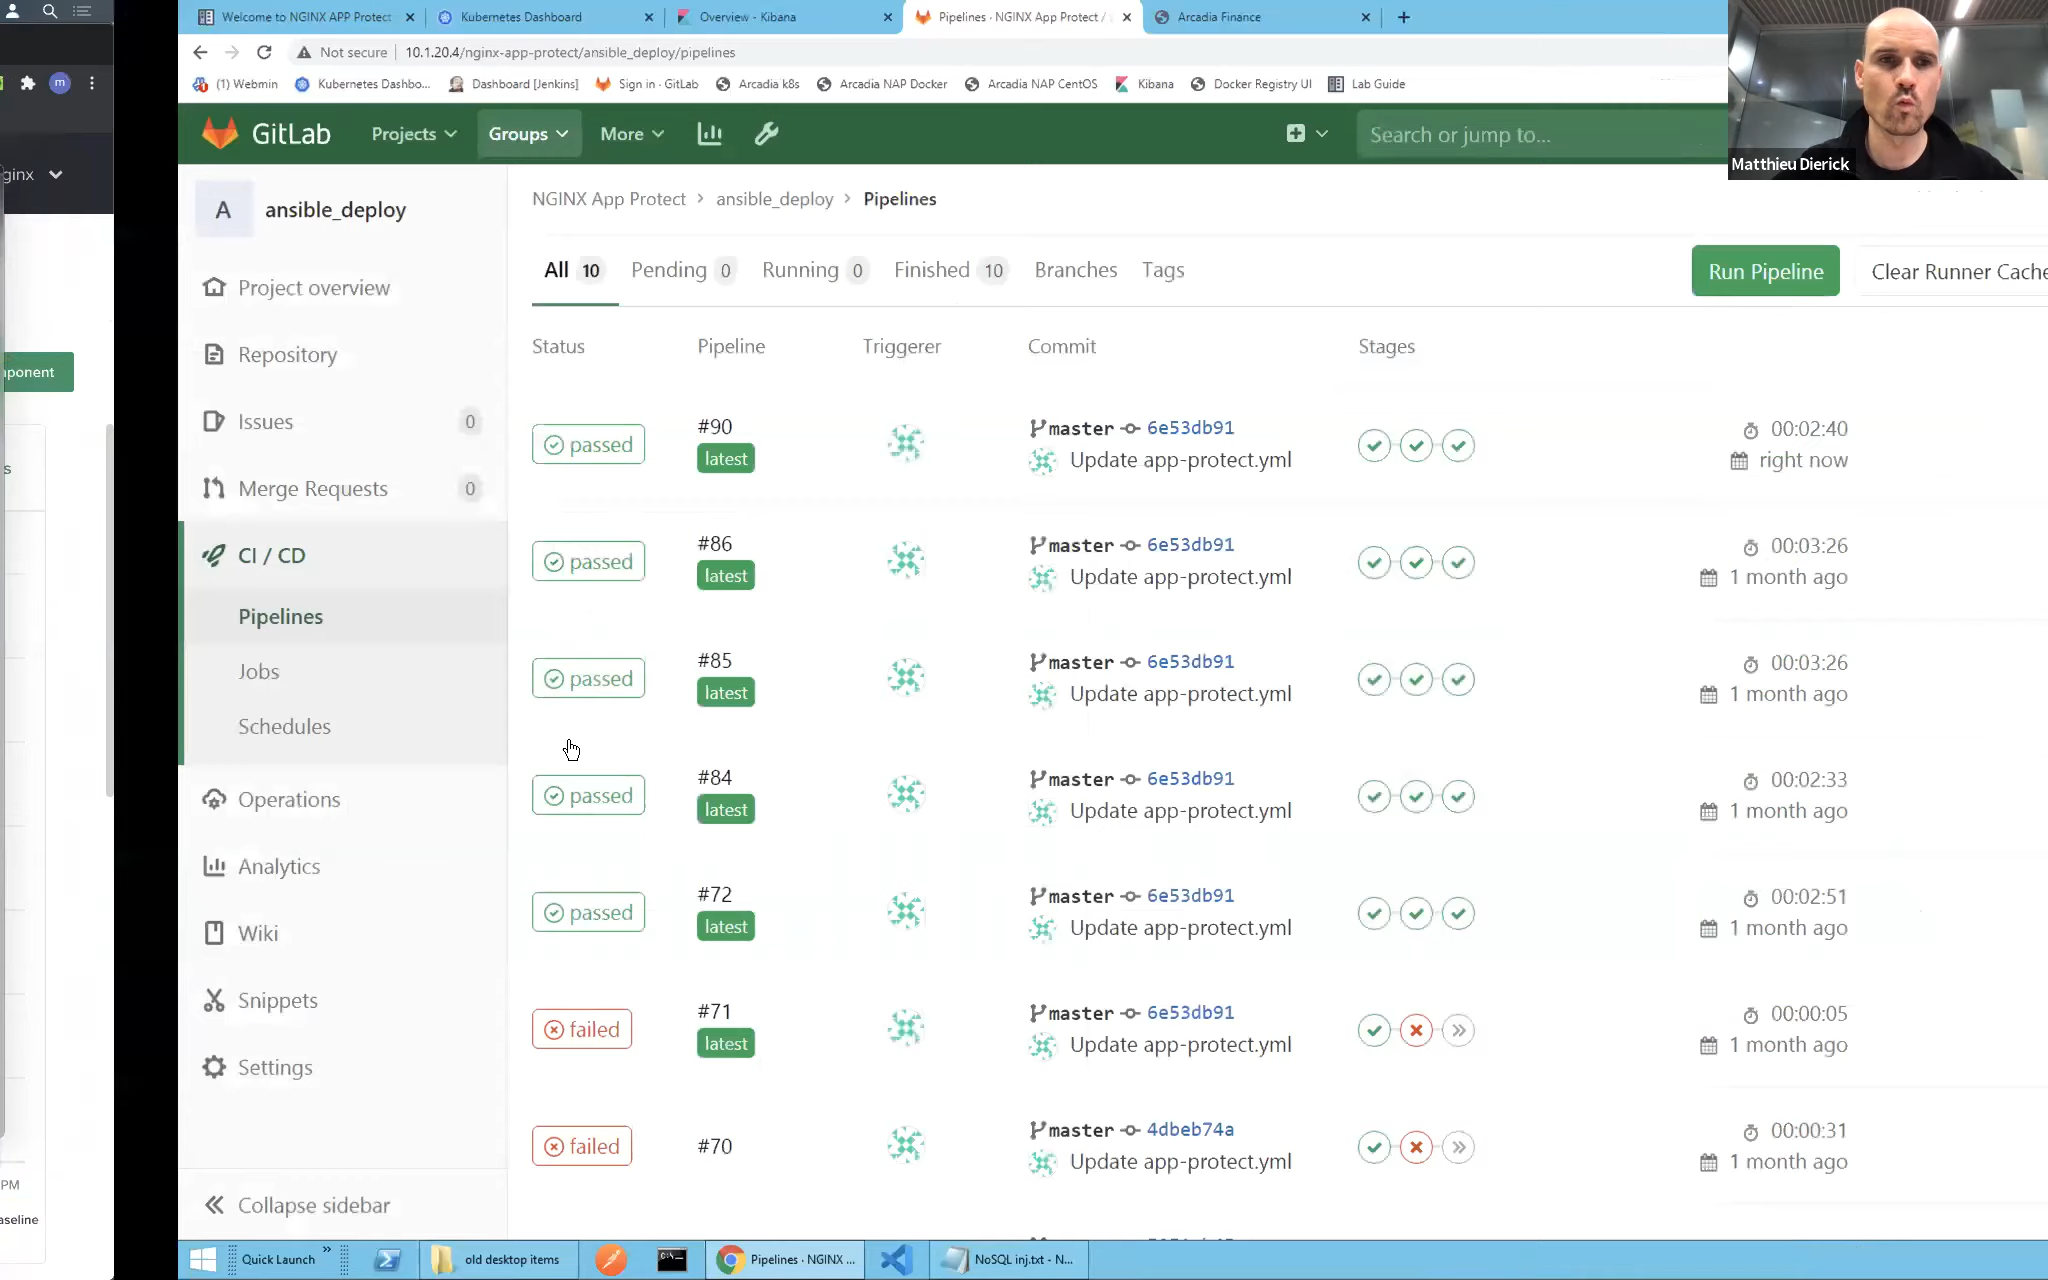 Welcome to NGINX APP Protect
Kubernetes Dashboard
Overview - Kibana
Pipelines · NGINX App Protect /
Arcadia Finance
Not secure
10.1.20.4/nginx-app-protect/ansible_deploy/pipelines
m
(1) Webmin
Kubernetes Dashbo...
Dashboard [Jenkins]
Sign in · GitLab
Arcadia k8s
Arcadia NAP Docker
Arcadia NAP CentOS
Kibana
Docker Registry UI
Lab Guide
GitLab
Projects
Groups
More
Search or jump to...
Matthieu Dierick
ginx
A
ansible_deploy
NGINX App Protect > ansible_deploy > Pipelines
Project overview
Repository
Issues 0
Merge Requests 0
CI / CD
Pipelines
Jobs
Schedules
Operations
Analytics
Wiki
Snippets
Settings
Collapse sidebar
ponent
s
PM
aseline
All 10
Pending 0
Running 0
Finished 10
Branches
Tags
Run Pipeline
Clear Runner Cache
Status Pipeline Triggerer Commit Stages
passed #90 master 6e53db91 00:02:40
latest Update app-protect.yml right now
passed #86 master 6e53db91 00:03:26
latest Update app-protect.yml 1 month ago
passed #85 master 6e53db91 00:03:26
latest Update app-protect.yml 1 month ago
passed #84 master 6e53db91 00:02:33
latest Update app-protect.yml 1 month ago
passed #72 master 6e53db91 00:02:51
latest Update app-protect.yml 1 month ago
failed #71 master 6e53db91 00:00:05
latest Update app-protect.yml 1 month ago
failed #70 master 4dbeb74a 00:00:31
Update app-protect.yml 1 month ago
Quick Launch
old desktop items
Pipelines · NGINX ...
NoSQL inj.txt - N...